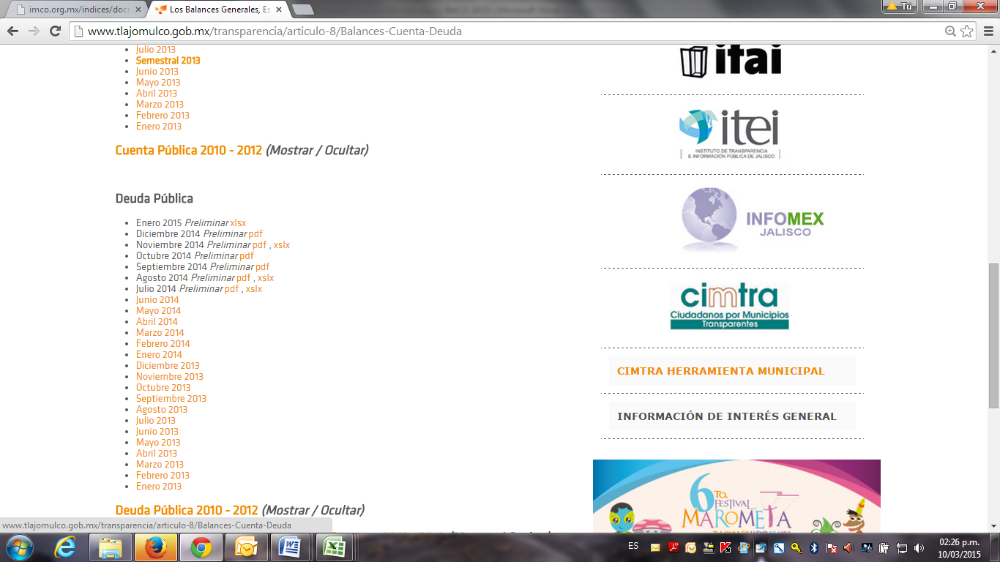 imco.org.mx/indices/docu
Los Balances Generales, Es
Tú
www.tlajomulco.gob.mx/transparencia/articulo-8/Balances-Cuenta-Deuda
Julio 2013
Semestral 2013
Junio 2013
Mayo 2013
Abril 2013
Marzo 2013
Febrero 2013
Enero 2013
Cuenta Pública 2010 - 2012 (Mostrar / Ocultar)
Deuda Pública
Enero 2015 Preliminar xlsx
Diciembre 2014 Preliminar pdf
Noviembre 2014 Preliminar pdf , xslx
Octubre 2014 Preliminar pdf
Septiembre 2014 Preliminar pdf
Agosto 2014 Preliminar pdf , xslx
Julio 2014 Preliminar pdf , xslx
Junio 2014
Mayo 2014
Abril 2014
Marzo 2014
Febrero 2014
Enero 2014
Diciembre 2013
Noviembre 2013
Octubre 2013
Septiembre 2013
Agosto 2013
Julio 2013
Junio 2013
Mayo 2013
Abril 2013
Marzo 2013
Febrero 2013
Enero 2013
Deuda Pública 2010 - 2012 (Mostrar / Ocultar)
ifai
itei
INSTITUTO DE TRANSPARENCIA
E INFORMACIÓN PÚBLICA DE JALISCO
INFOMEX
JALISCO
cimtra
Ciudadanos por Municipios
Transparentes
CIMTRA HERRAMIENTA MUNICIPAL
INFORMACIÓN DE INTERÉS GENERAL
6TO.
FESTIVAL
MAROMETA
www.tlajomulco.gob.mx/transparencia/articulo-8/Balances-Cuenta-Deuda
ES
02:26 p.m.
10/03/2015